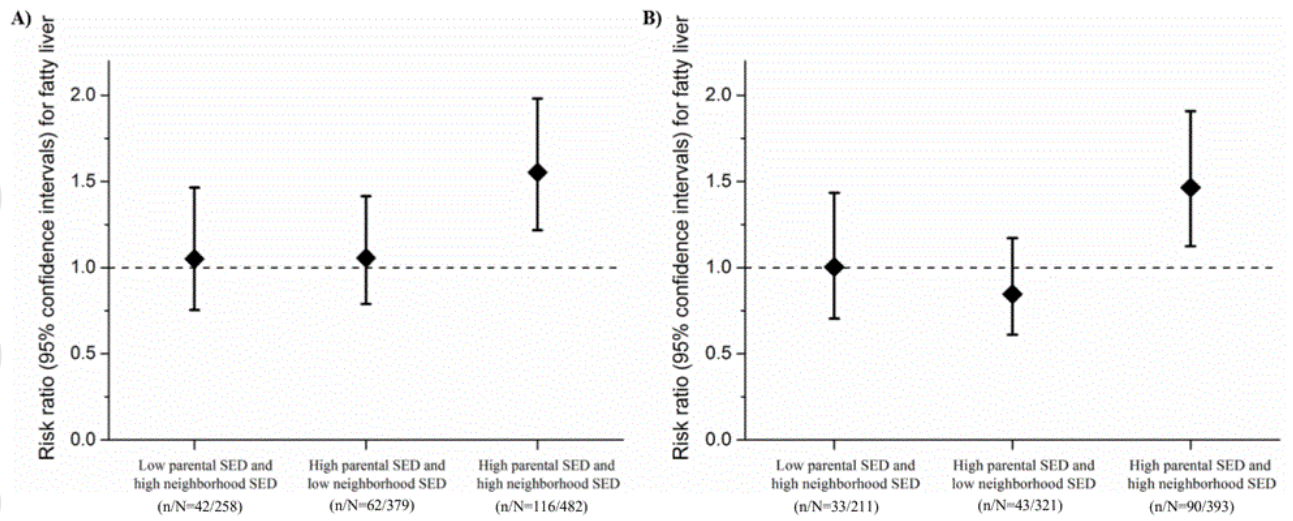 A)
Risk ratio (95% confidence intervals) for fatty liver
2.0
1.5
1.0
0.5
0.0
Low parental SED and
high neighborhood SED
(n/N=42/258)
High parental SED and
low neighborhood SED
(n/N=62/379)
High parental SED and
high neighborhood SED
(n/N=116/482)
B)
Risk ratio (95% confidence intervals) for fatty liver
2.0
1.5
1.0
0.5
0.0
Low parental SED and
high neighborhood SED
(n/N=33/211)
High parental SED and
low neighborhood SED
(n/N=43/321)
High parental SED and
high neighborhood SED
(n/N=90/393)